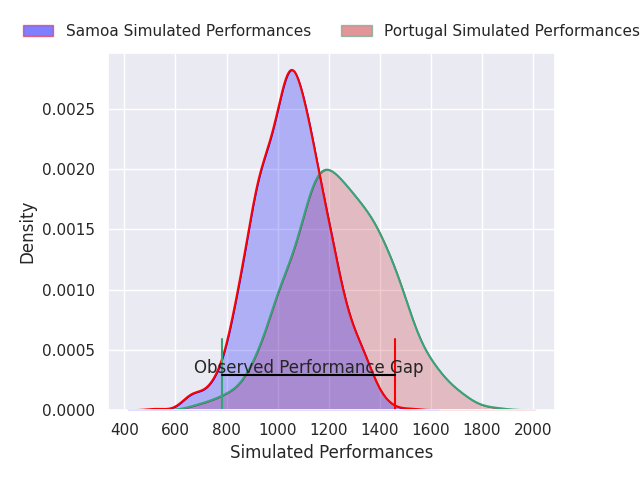 Samoa Simulated Performances
Portugal Simulated Performances
Density
0.0025
0.0020
0.0015
0.0010
0.0005
0.0000
Observed Performance Gap
400 600 800 1000 1200 1400 1600 1800 2000
Simulated Performances